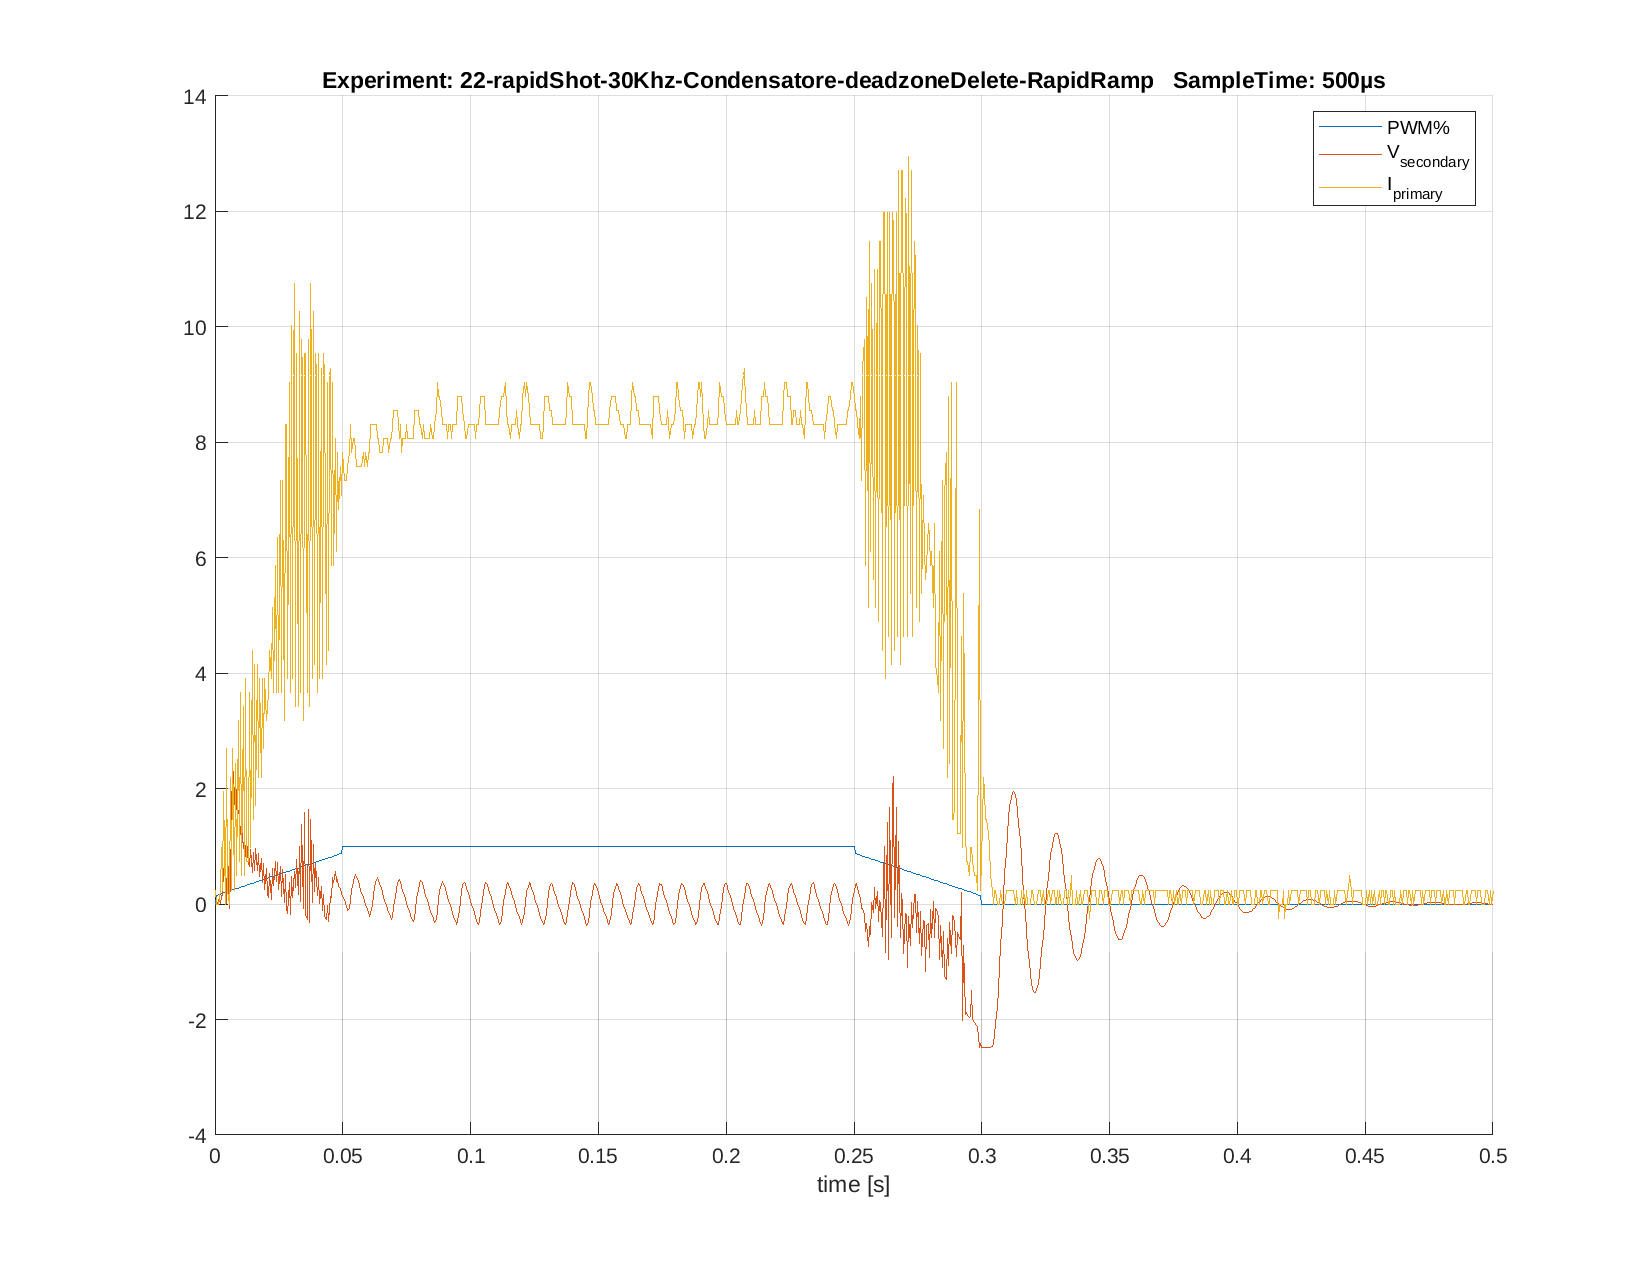 Experiment: 22-rapidShot-30Khz-Condensatore-deadzoneDelete-RapidRamp   SampleTime: 500µs
14
12
10
8
6
4
2
0
-2
-4
PWM%
V_secondary
I_primary
0 0.05 0.1 0.15 0.2 0.25 0.3 0.35 0.4 0.45 0.5
time [s]